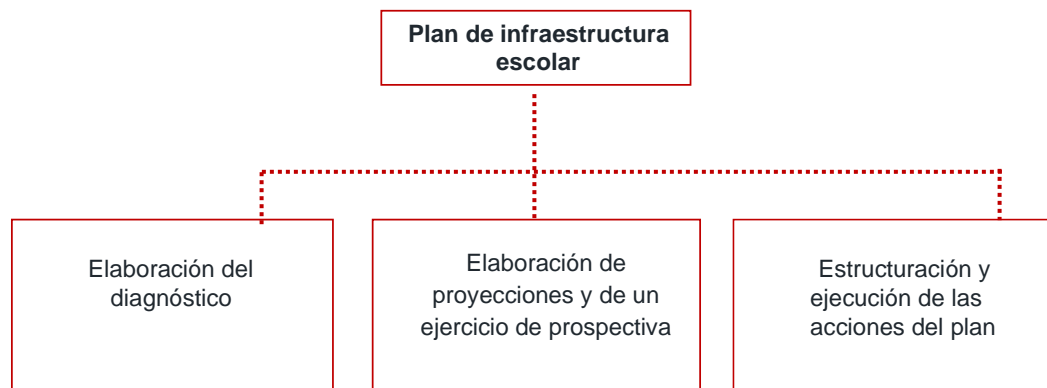 Plan de infraestructura
escolar
Elaboración del
diagnóstico
Elaboración de
proyecciones y de un
ejercicio de prospectiva
Estructuración y
ejecución de las
acciones del plan